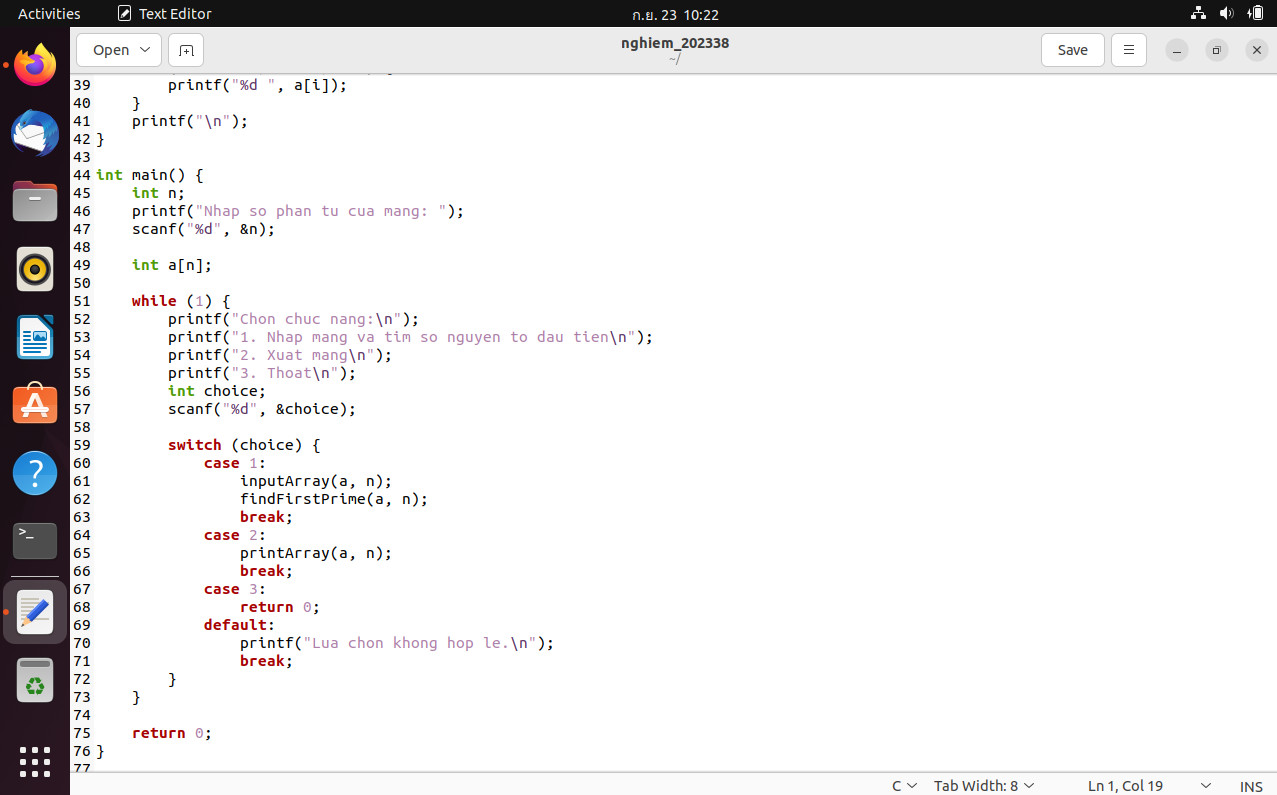 Activities Text Editor ก.ย. 23 10:22
Open nghiem_202338 Save
~/
39 printf("%d ", a[i]);
40 }
41 printf("\n");
42 }
43
44 int main() {
45 int n;
46 printf("Nhap so phan tu cua mang: ");
47 scanf("%d", &n);
48
49 int a[n];
50
51 while (1) {
52 printf("Chon chuc nang:\n");
53 printf("1. Nhap mang va tim so nguyen to dau tien\n");
54 printf("2. Xuat mang\n");
55 printf("3. Thoat\n");
56 int choice;
57 scanf("%d", &choice);
58
59 switch (choice) {
60 case 1:
61 inputArray(a, n);
62 findFirstPrime(a, n);
63 break;
64 case 2:
65 printArray(a, n);
66 break;
67 case 3:
68 return 0;
69 default:
70 printf("Lua chon khong hop le.\n");
71 break;
72 }
73 }
74
75 return 0;
76 }
77
C Tab Width: 8 Ln 1, Col 19 INS